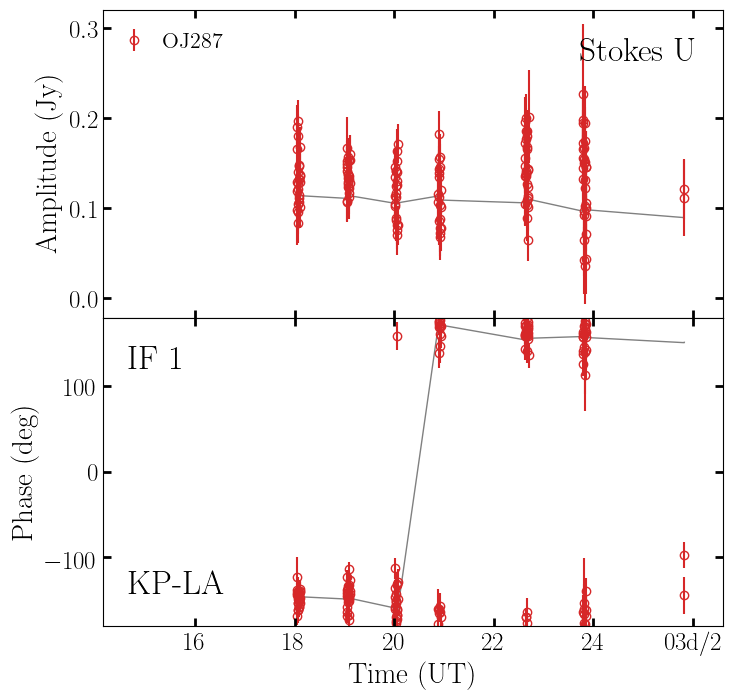 0.3
OJ287
Stokes U
0.2
0.1
0.0
Amplitude (Jy)
IF 1
100
0
−100
Phase (deg)
KP-LA
16 18 20 22 24 03d/2
Time (UT)